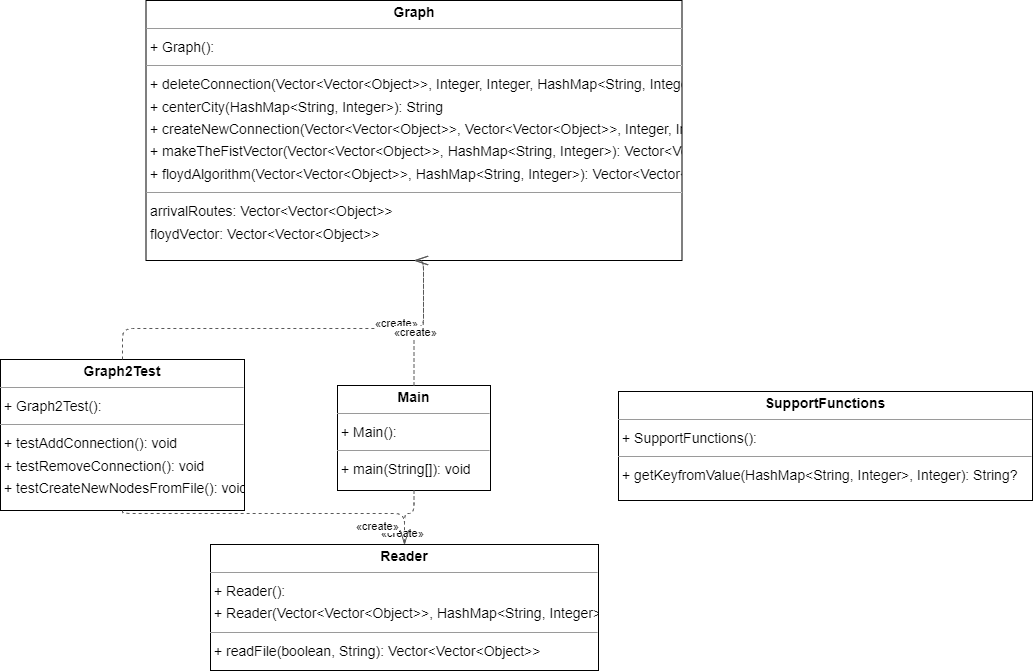 Graph
+ Graph():
+ deleteConnection(Vector<Vector<Object>>, Integer, Integer, HashMap<String, Integ
+ centerCity(HashMap<String, Integer>): String
+ createNewConnection(Vector<Vector<Object>>, Vector<Vector<Object>>, Integer, I
+ makeTheFistVector(Vector<Vector<Object>>, HashMap<String, Integer>): Vector<V
+ floydAlgorithm(Vector<Vector<Object>>, HashMap<String, Integer>): Vector<Vector
arrivalRoutes: Vector<Vector<Object>>
floydVector: Vector<Vector<Object>>
«create»
«create»
Graph2Test
+ Graph2Test():
+ testAddConnection(): void
+ testRemoveConnection(): void
+ testCreateNewNodesFromFile(): void
Main
+ Main():
+ main(String[]): void
SupportFunctions
+ SupportFunctions():
+ getKeyfromValue(HashMap<String, Integer>, Integer): String?
«create»
«create»
Reader
+ Reader():
+ Reader(Vector<Vector<Object>>, HashMap<String, Integer>
+ readFile(boolean, String): Vector<Vector<Object>>